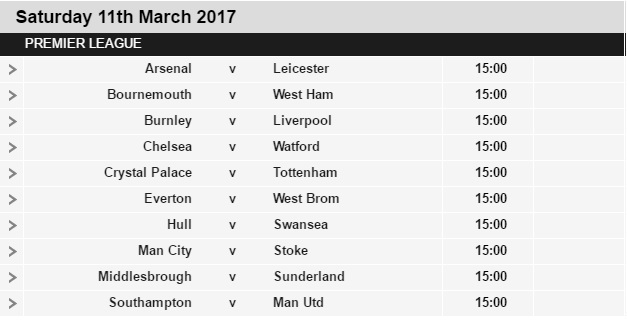 Saturday 11th March 2017
PREMIER LEAGUE
Arsenal v Leicester 15:00
Bournemouth v West Ham 15:00
Burnley v Liverpool 15:00
Chelsea v Watford 15:00
Crystal Palace v Tottenham 15:00
Everton v West Brom 15:00
Hull v Swansea 15:00
Man City v Stoke 15:00
Middlesbrough v Sunderland 15:00
Southampton v Man Utd 15:00